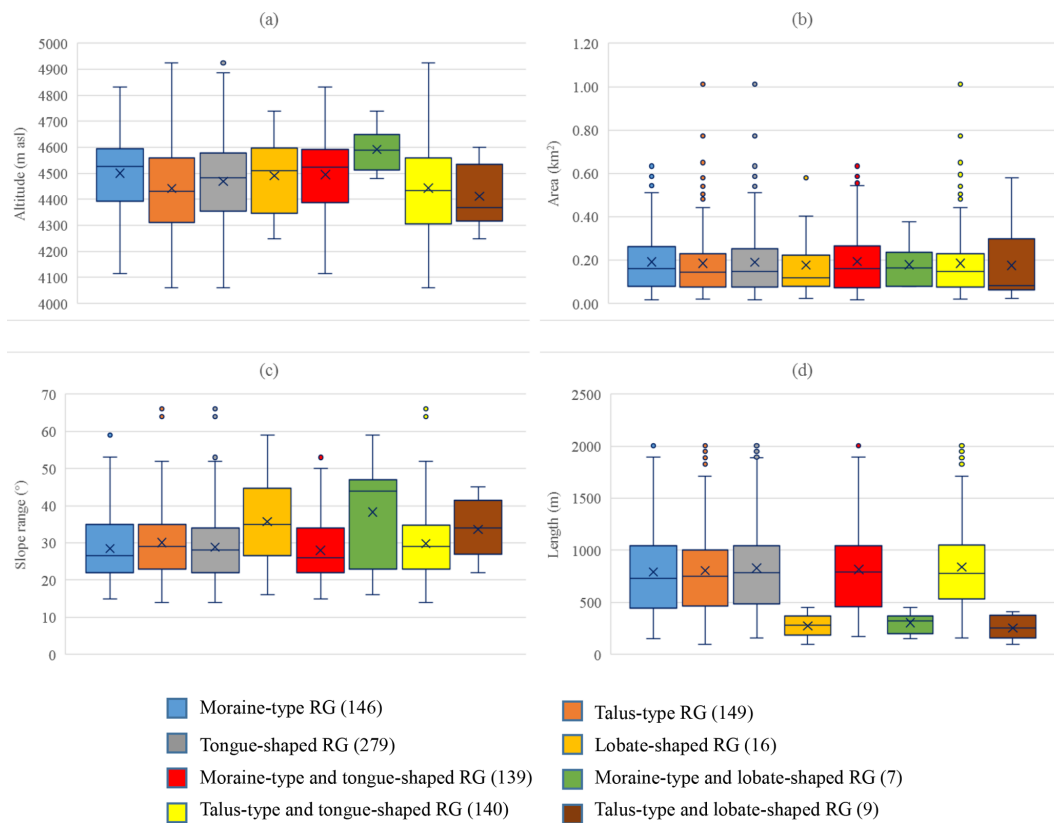 (a)
Altitude (m asl)
5000
4900
4800
4700
4600
4500
4400
4300
4200
4100
4000
(b)
Area (km²)
1.20
1.00
0.80
0.60
0.40
0.20
0.00
(c)
Slope range (°)
70
60
50
40
30
20
10
0
(d)
Length (m)
2500
2000
1500
1000
500
0
Moraine-type RG (146)
Talus-type RG (149)
Tongue-shaped RG (279)
Lobate-shaped RG (16)
Moraine-type and tongue-shaped RG (139)
Moraine-type and lobate-shaped RG (7)
Talus-type and tongue-shaped RG (140)
Talus-type and lobate-shaped RG (9)